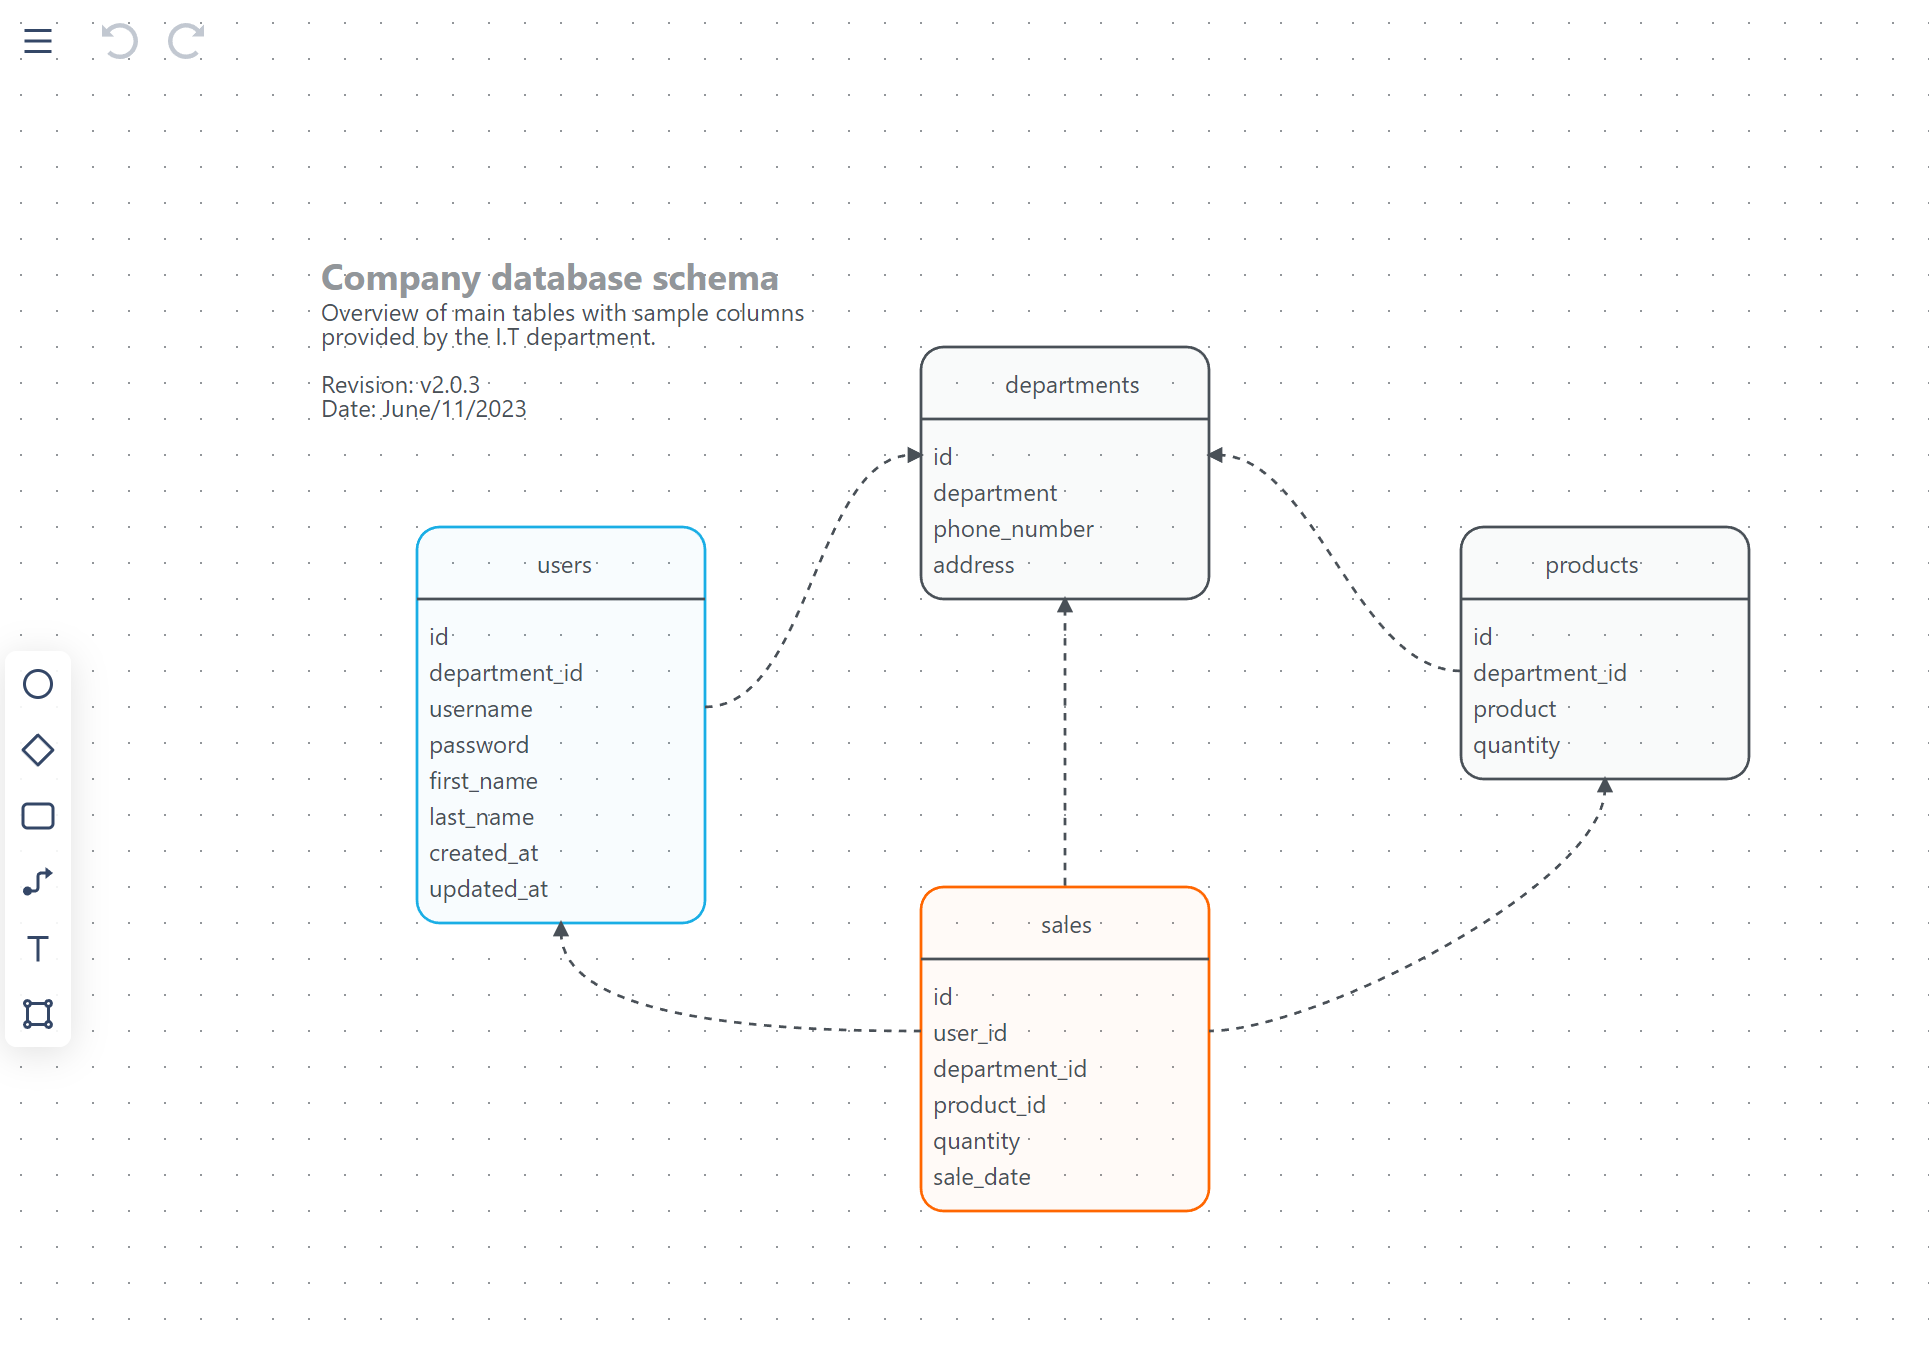 Company database schema
Overview of main tables with sample columns
provided by the I.T department.
Revision: v2.0.3
Date: June/11/2023
departments
id
department
phone_number
address
users
id
department_id
username
password
first_name
last_name
created_at
updated_at
products
id
department_id
product
quantity
sales
id
user_id
department_id
product_id
quantity
sale_date
T